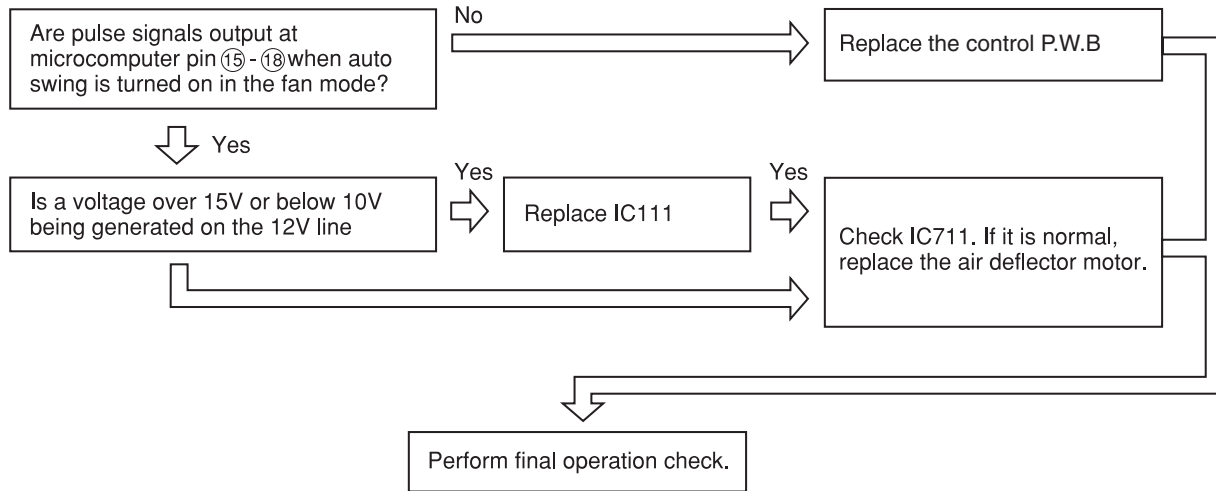 Are pulse signals output at
microcomputer pin ⑮ - ⑱ when auto
swing is turned on in the fan mode?
No
Replace the control P.W.B
Yes
Is a voltage over 15V or below 10V
being generated on the 12V line
Yes
Replace IC111
Yes
Check IC711. If it is normal,
replace the air deflector motor.
Perform final operation check.